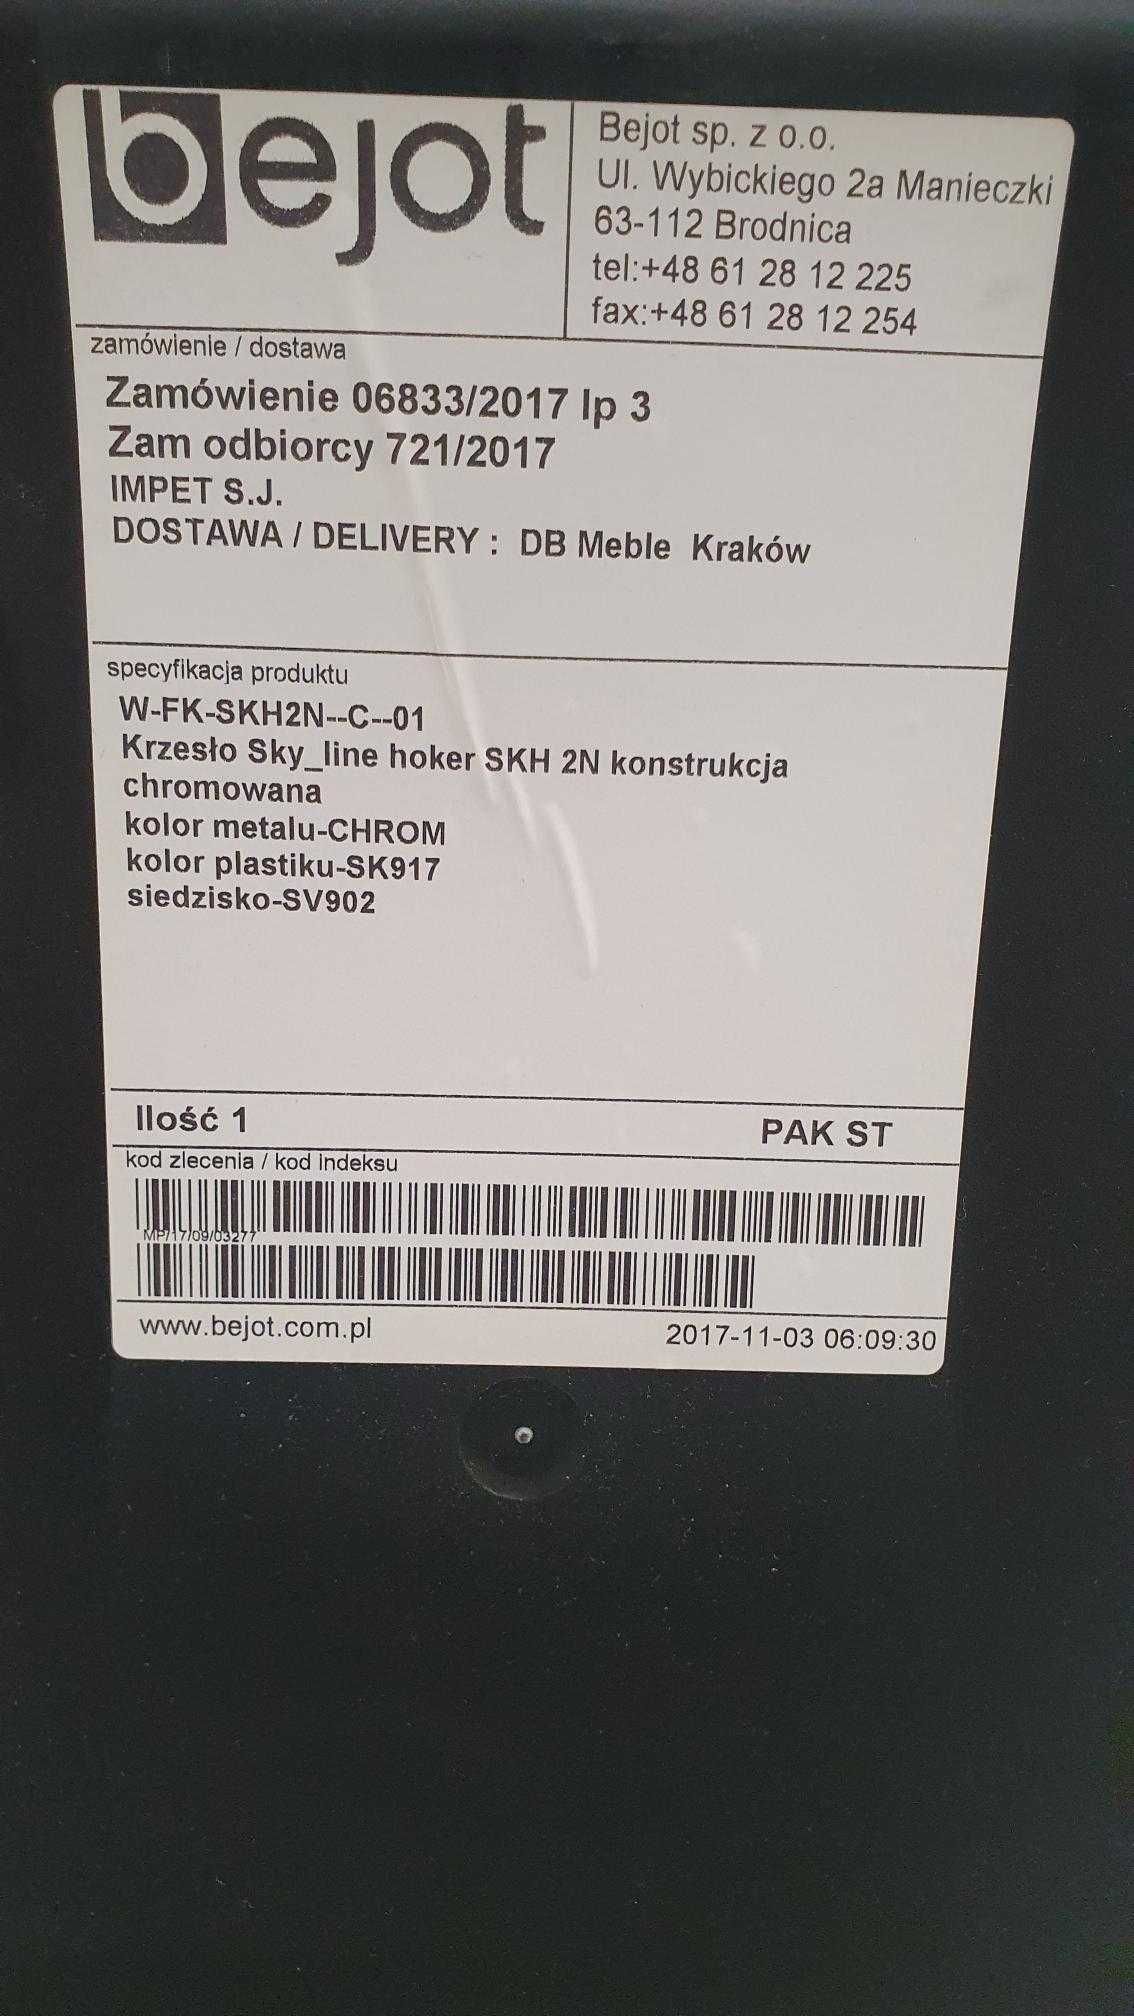 bejot
Bejot sp. z o.o.
Ul. Wybickiego 2a Manieczki
63-112 Brodnica
tel:+48 61 28 12 225
fax:+48 61 28 12 254
zamówienie / dostawa
Zamówienie 06833/2017 lp 3
Zam odbiorcy 721/2017
IMPET S.J.
DOSTAWA / DELIVERY : DB Meble Kraków
specyfikacja produktu
W-FK-SKH2N--C--01
Krzesło Sky_line hoker SKH 2N konstrukcja
chromowana
kolor metalu-CHROM
kolor plastiku-SK917
siedzisko-SV902
Ilość 1 PAK ST
kod zlecenia / kod indeksu
MP/17/09/03277
www.bejot.com.pl 2017-11-03 06:09:30